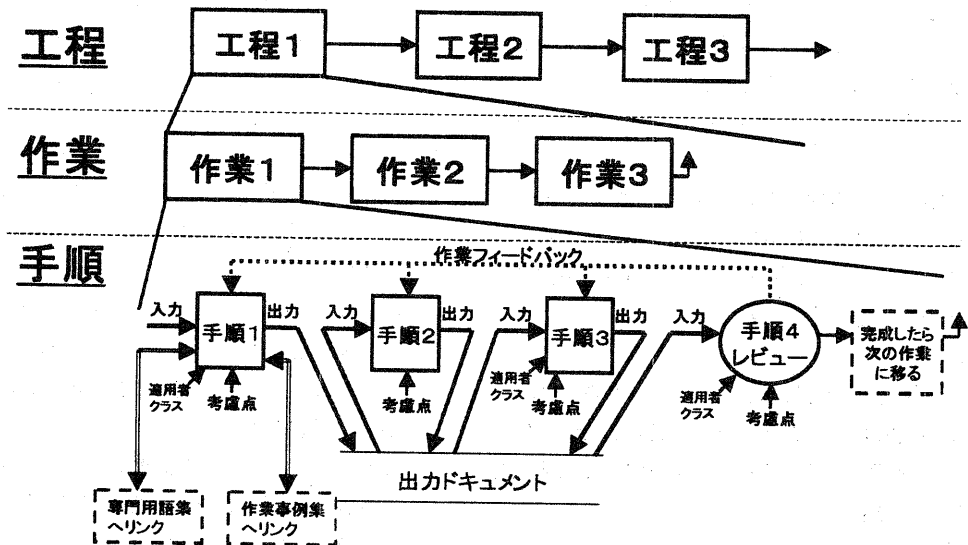 工程
工程1
工程2
工程3
作業
作業1
作業2
作業3
手順
作業フィードバック
入力
手順1
出力
入力
手順2
出力
入力
手順3
出力
入力
手順4
レビュー
完成したら
次の作業
に移る
適用者
クラス
考慮点
考慮点
適用者
クラス
考慮点
適用者
クラス
考慮点
出力ドキュメント
専門用語集
へリンク
作業事例集
へリンク